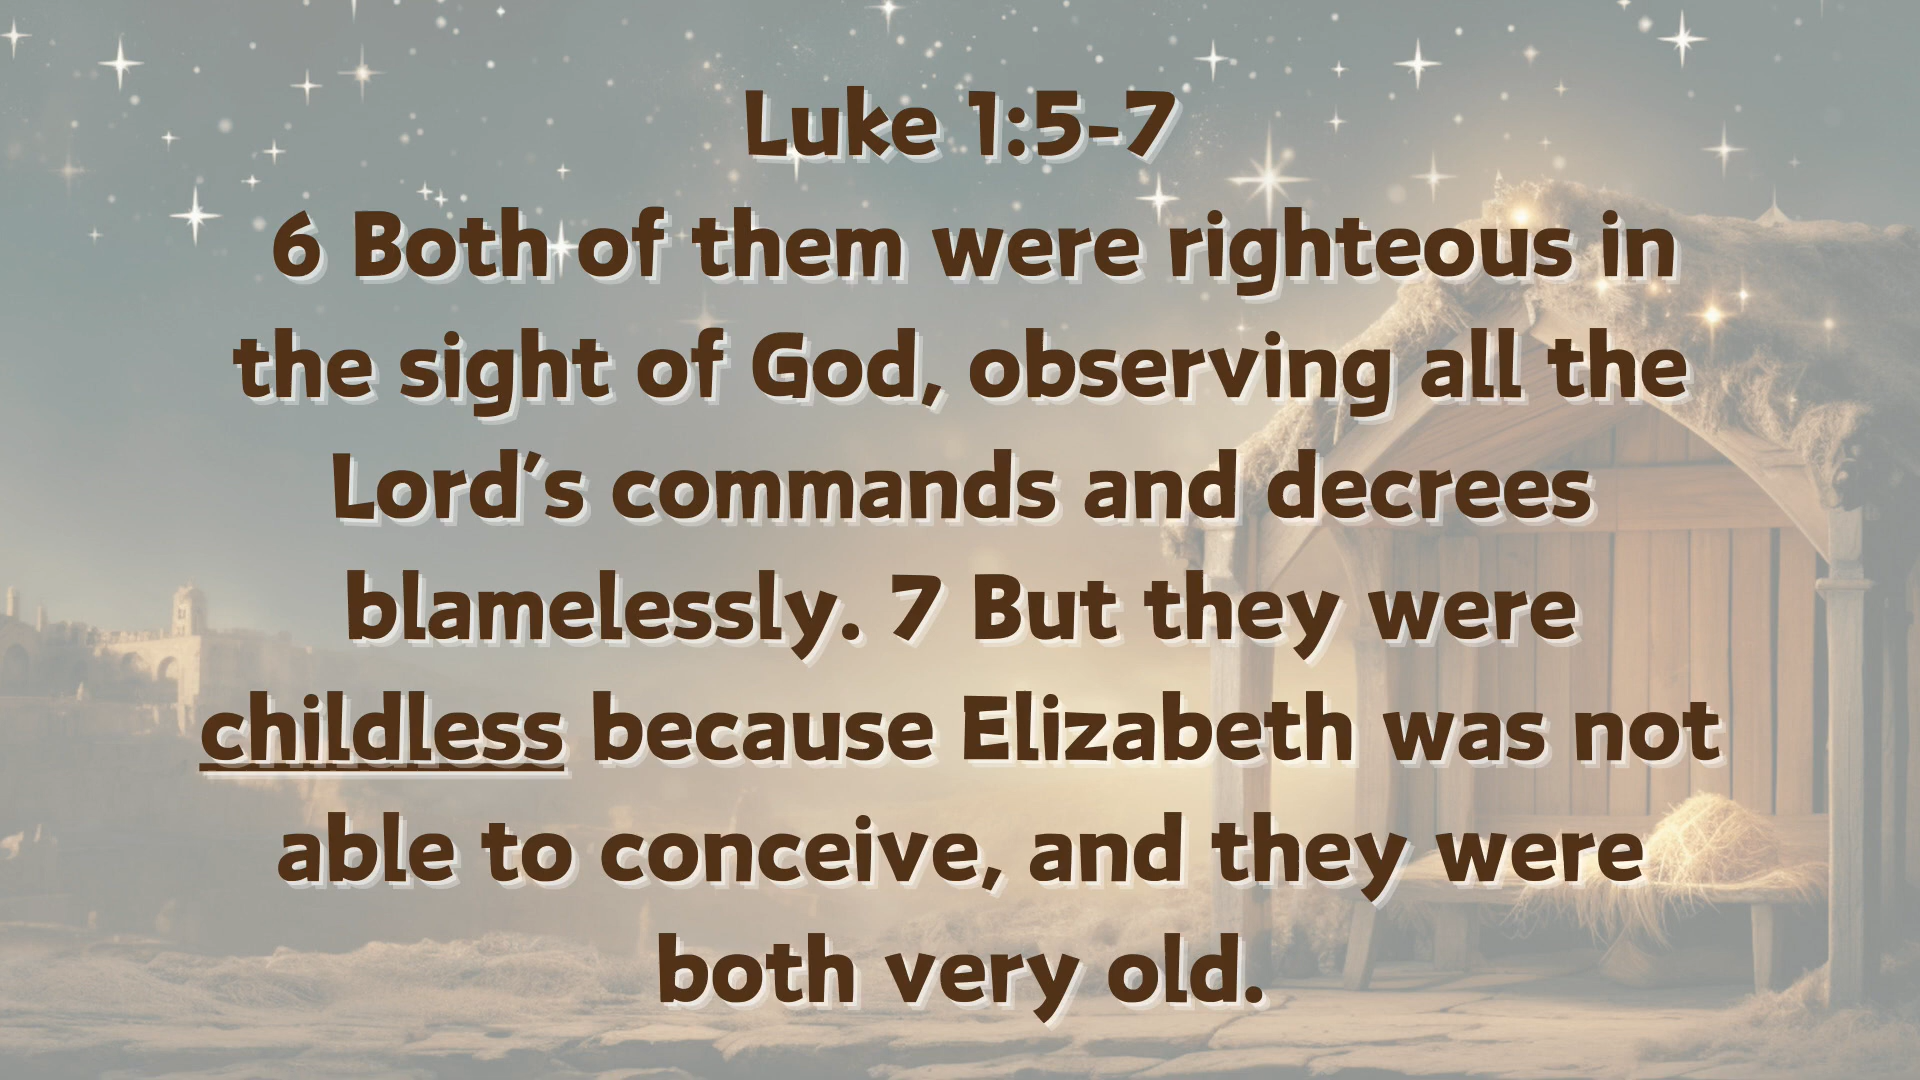 Luke 1:5-7
6 Both of them were righteous in
the sight of God, observing all the
Lord's commands and decrees
blamelessly. 7 But they were
childless because Elizabeth was not
able to conceive, and they were
both very old.